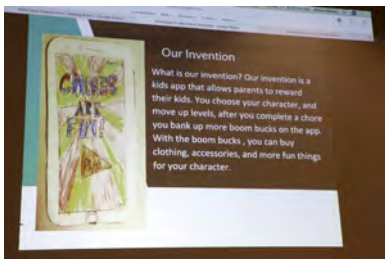 Our Invention
What is our invention? Our invention is a
kids app that allows parents to reward
their kids. You choose your character, and
move up levels, after you complete a chore
you bank up more boom bucks on the app.
With the boom bucks , you can buy
clothing, accessories, and more fun things
for your character.
CHORES
ARE
FUN!